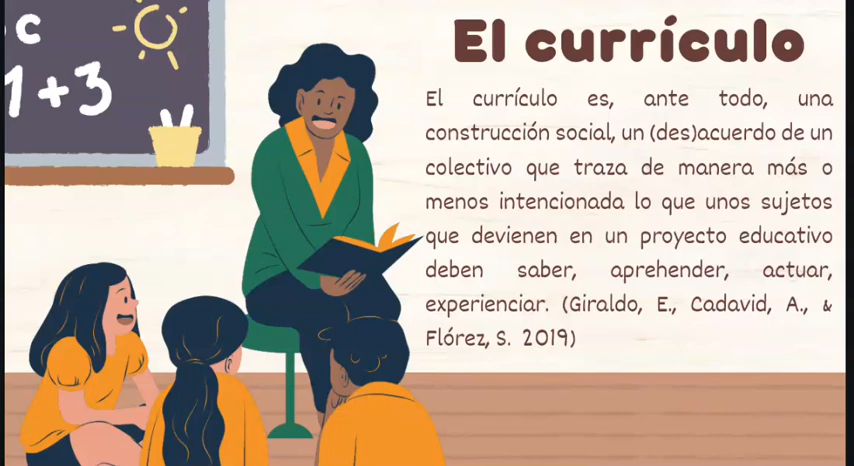 c
1+3
El currículo
El currículo es, ante todo, una
construcción social, un (des)acuerdo de un
colectivo que traza de manera más o
menos intencionada lo que unos sujetos
que devienen en un proyecto educativo
deben saber, aprehender, actuar,
experienciar. (Giraldo, E., Cadavid, A., &
Flórez, S. 2019)